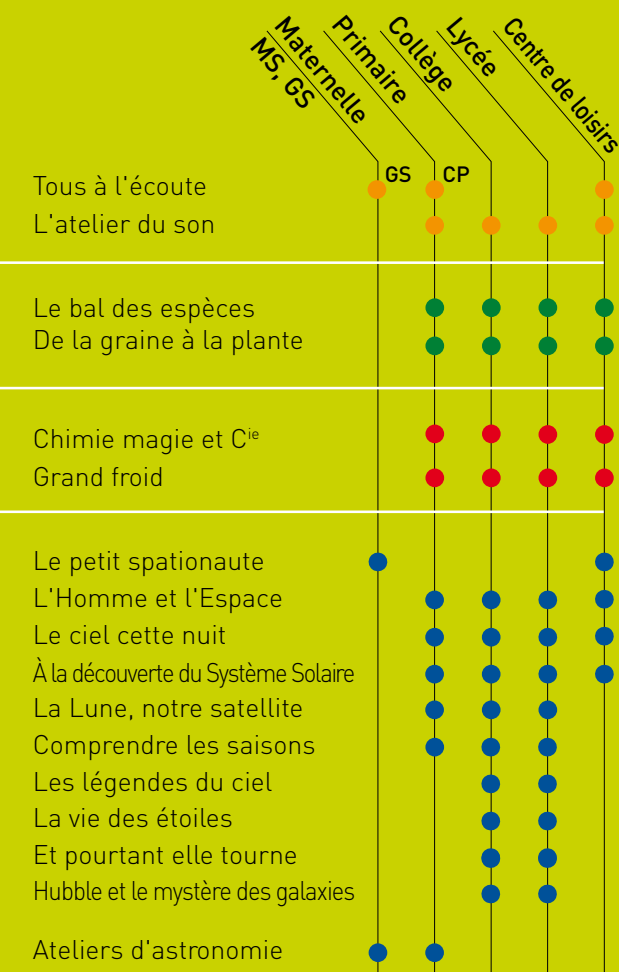 Maternelle
MS, GS
Primaire
Collège
Lycée
Centre de loisirs
GS
CP
Tous à l'écoute
L'atelier du son
Le bal des espèces
De la graine à la plante
Chimie magie et Cie
Grand froid
Le petit spationaute
L'Homme et l'Espace
Le ciel cette nuit
À la découverte du Système Solaire
La Lune, notre satellite
Comprendre les saisons
Les légendes du ciel
La vie des étoiles
Et pourtant elle tourne
Hubble et le mystère des galaxies
Ateliers d'astronomie